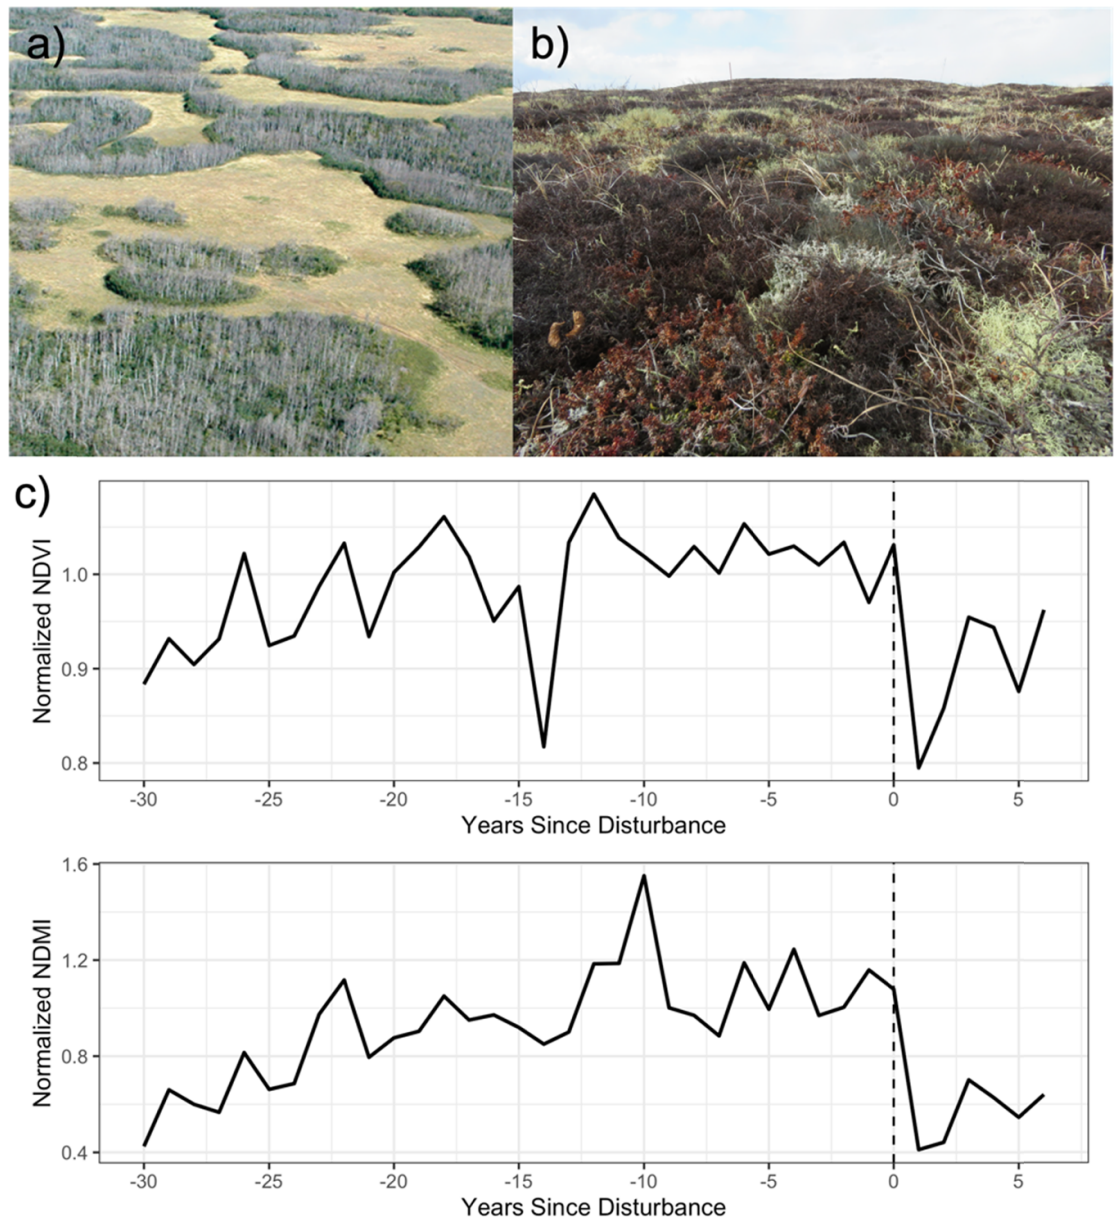 a)
b)
c)
Normalized NDVI
1.0
0.9
0.8
-30 -25 -20 -15 -10 -5 0 5
Years Since Disturbance
Normalized NDMI
1.6
1.2
0.8
0.4
-30 -25 -20 -15 -10 -5 0 5
Years Since Disturbance